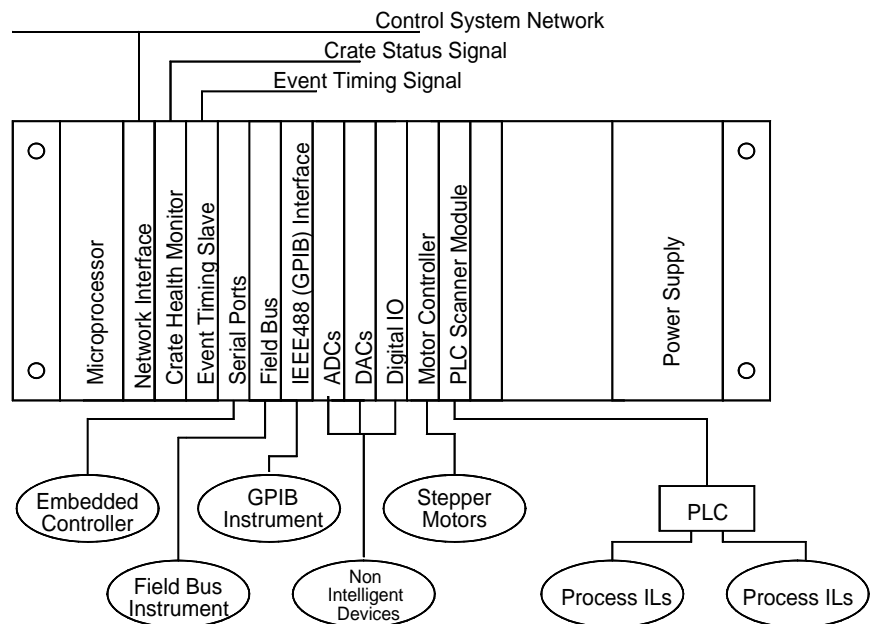 Control System Network
Crate Status Signal
Event Timing Signal
Microprocessor
Network Interface
Crate Health Monitor
Event Timing Slave
Serial Ports
Field Bus
IEEE488 (GPIB) Interface
ADCs
DACs
Digital IO
Motor Controller
PLC Scanner Module
Power Supply
Embedded
Controller
GPIB
Instrument
Stepper
Motors
PLC
Field Bus
Instrument
Non
Intelligent
Devices
Process ILs
Process ILs